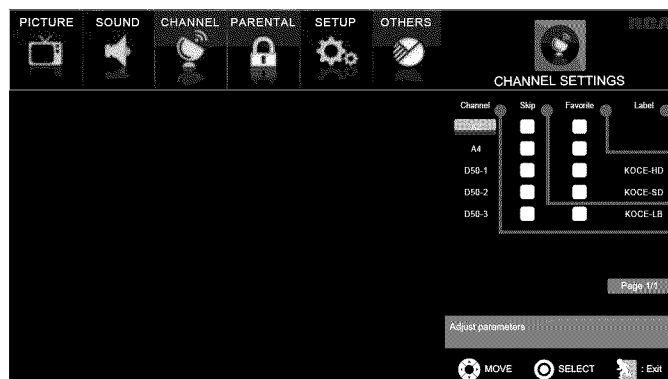 PICTURE SOUND CHANNEL PARENTAL SETUP OTHERS
RCA
CHANNEL SETTINGS
Channel Skip Favorite Label
A4
D50-1 KOCE-HD
D50-2 KOCE-SD
D50-3 KOCE-LB
Page 1/1
Adjust parameters
MOVE SELECT : Exit